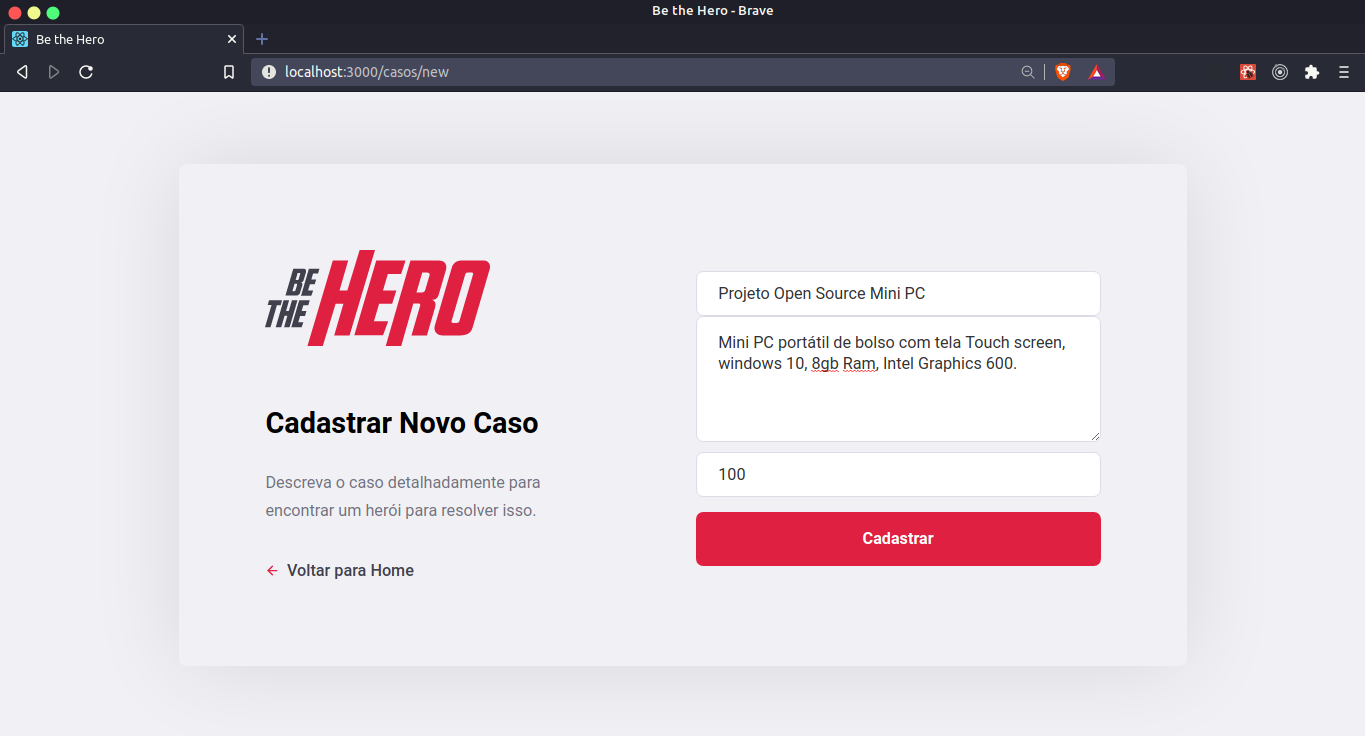 Be the Hero - Brave
Be the Hero
localhost:3000/casos/new
BE
THE
HERO
Cadastrar Novo Caso
Descreva o caso detalhadamente para
encontrar um herói para resolver isso.
Voltar para Home
Projeto Open Source Mini PC
Mini PC portátil de bolso com tela Touch screen,
windows 10, 8gb Ram, Intel Graphics 600.
100
Cadastrar